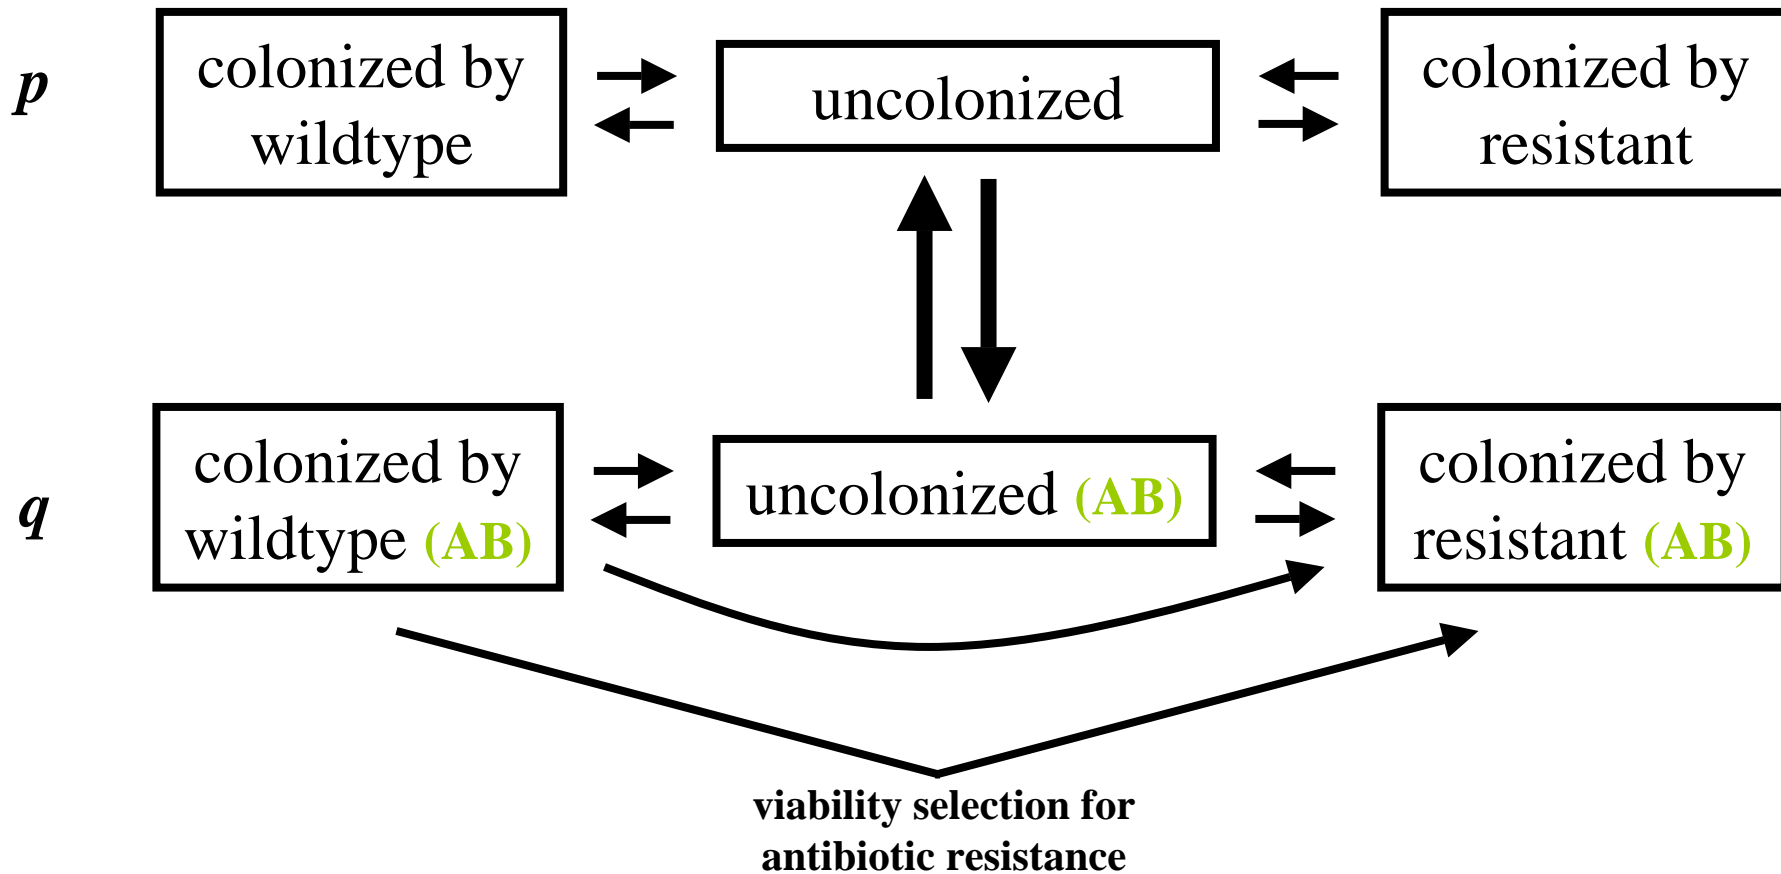 p
colonized by
wildtype
uncolonized
colonized by
resistant
q
colonized by
wildtype (AB)
uncolonized (AB)
colonized by
resistant (AB)
viability selection for
antibiotic resistance